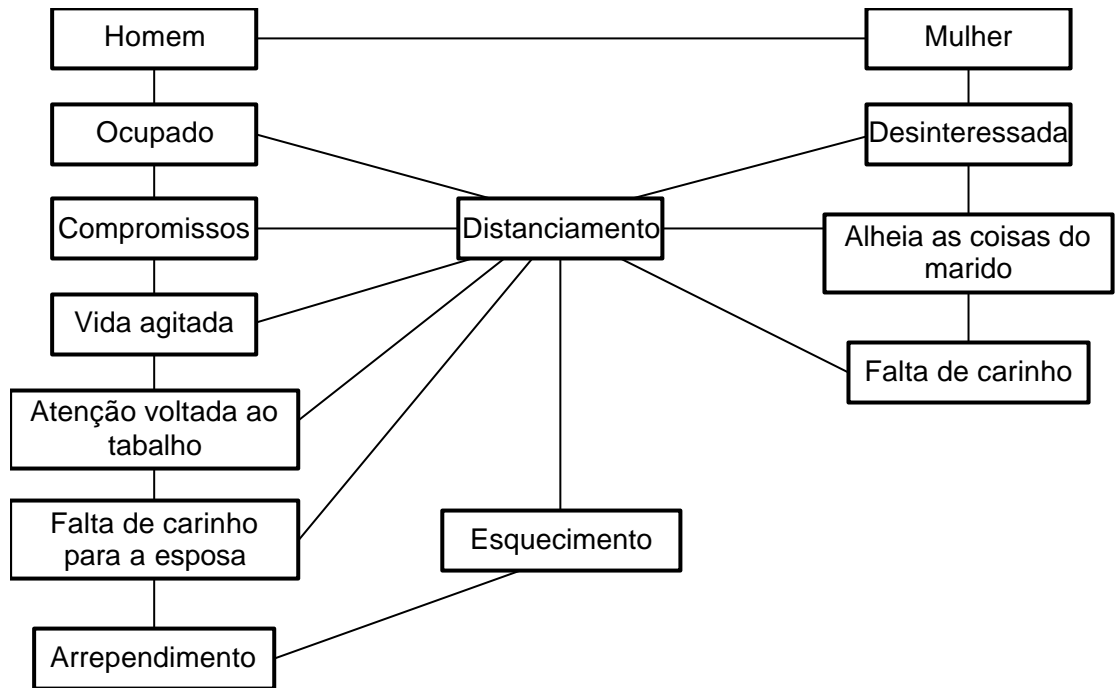 Homem
Mulher
Ocupado
Desinteressada
Compromissos
Distanciamento
Alheia as coisas do
marido
Vida agitada
Falta de carinho
Atenção voltada ao
tabalho
Falta de carinho
para a esposa
Esquecimento
Arrependimento